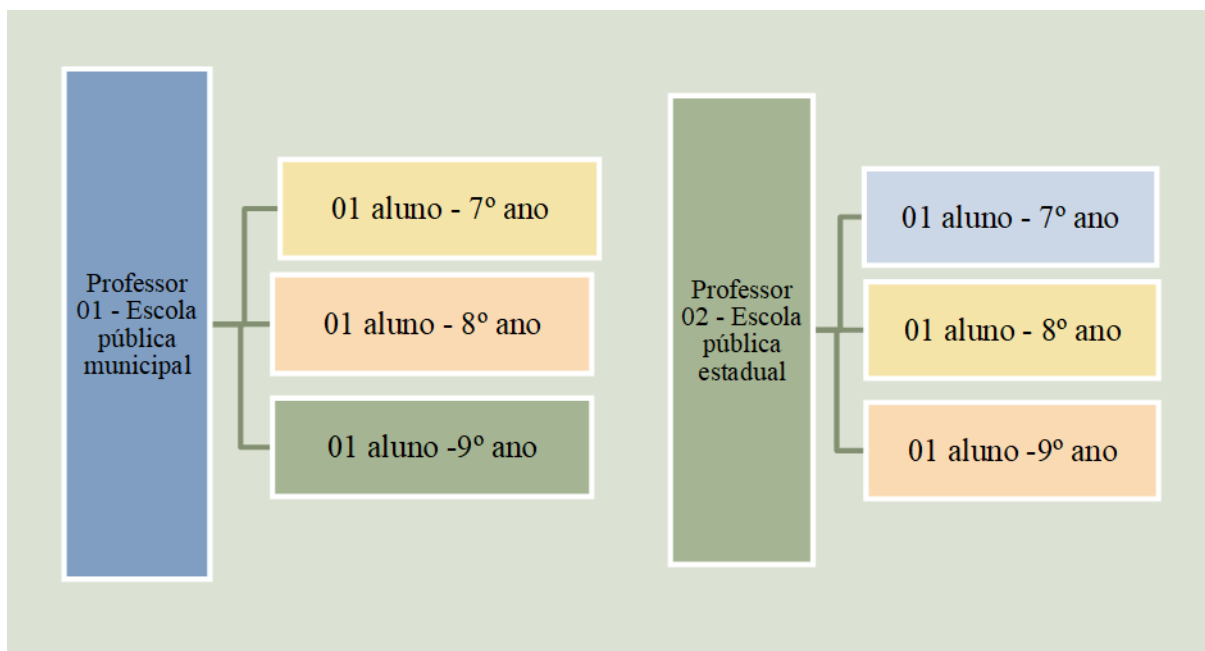 Professor
01 - Escola
pública
municipal
01 aluno - 7º ano
01 aluno - 8º ano
01 aluno -9º ano
Professor
02 - Escola
pública
estadual
01 aluno - 7º ano
01 aluno - 8º ano
01 aluno -9º ano